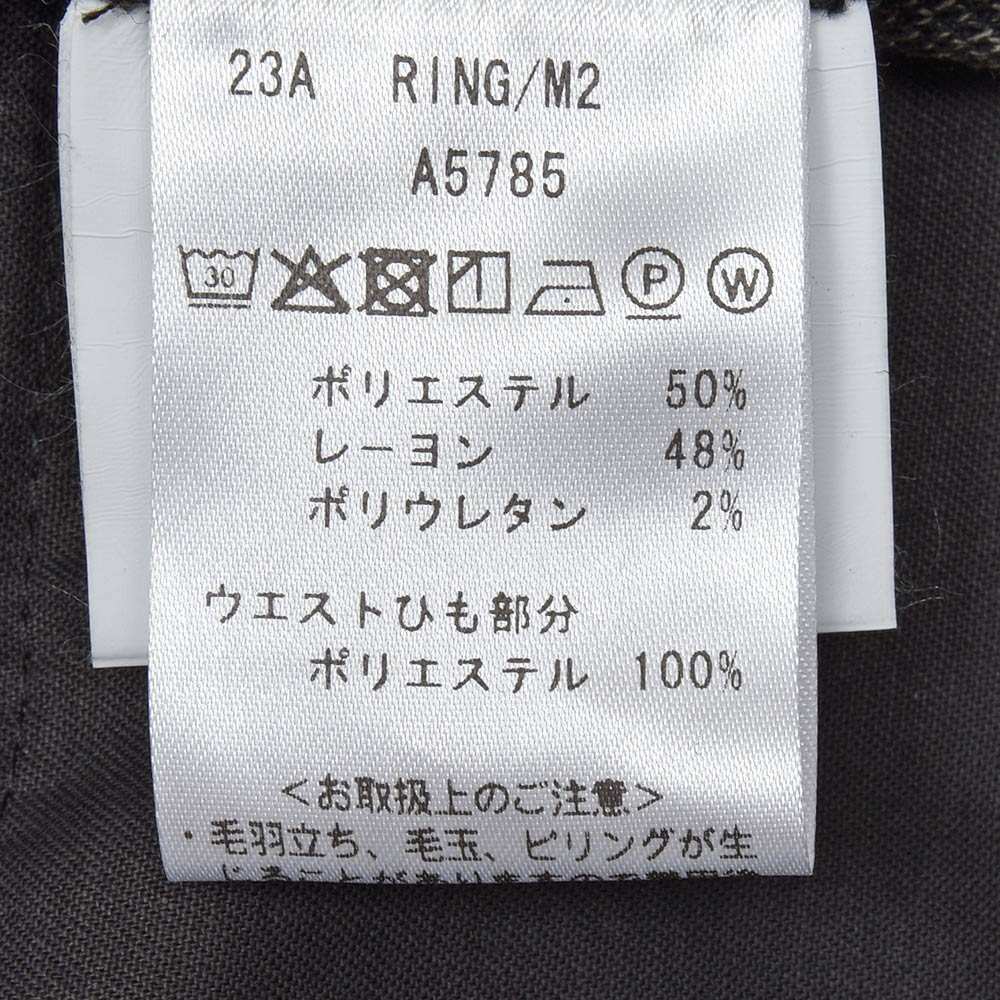 23A RING/M2
A5785
30 P W
ポリエステル 50%
レーヨン 48%
ポリウレタン 2%
ウエストひも部分
ポリエステル 100%
<お取扱上のご注意>
・毛羽立ち、毛玉、ピリングが生